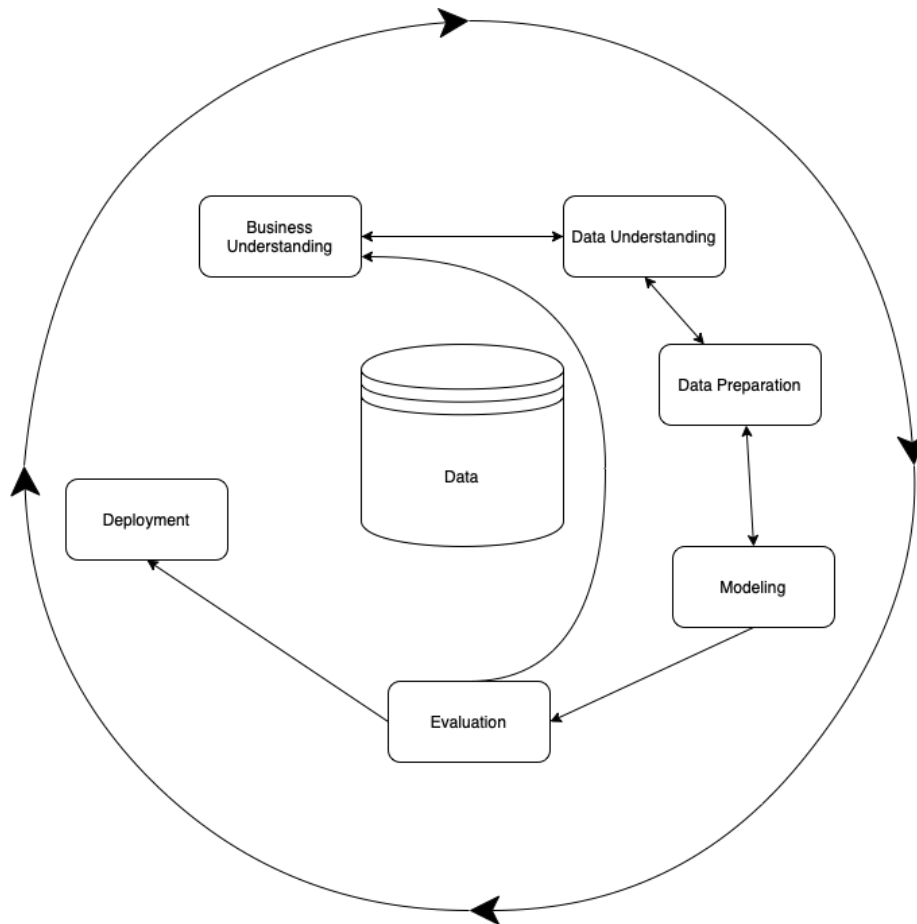 Business
Understanding
Data Understanding
Data Preparation
Data
Deployment
Modeling
Evaluation